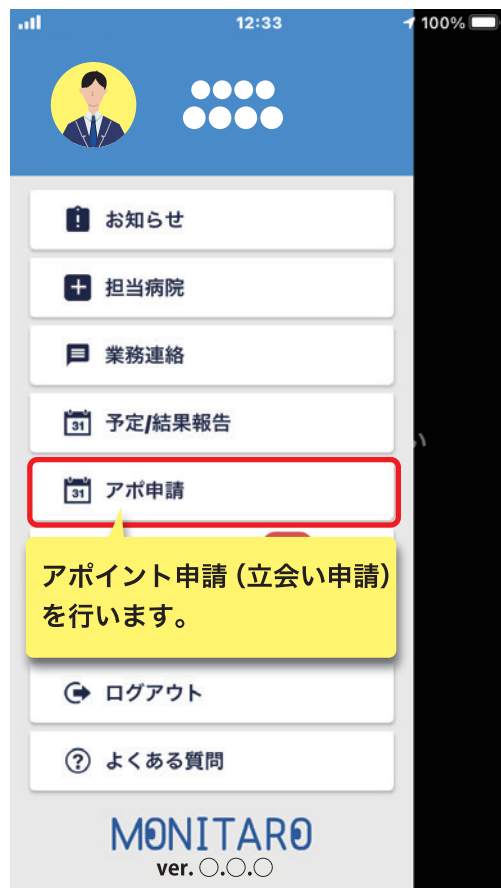 12:33
100%
お知らせ
担当病院
業務連絡
31 予定/結果報告
31 アポ申請
アポイント申請(立会い申請)
を行います。
ログアウト
よくある質問
MONITARO
ver. ○.○.○